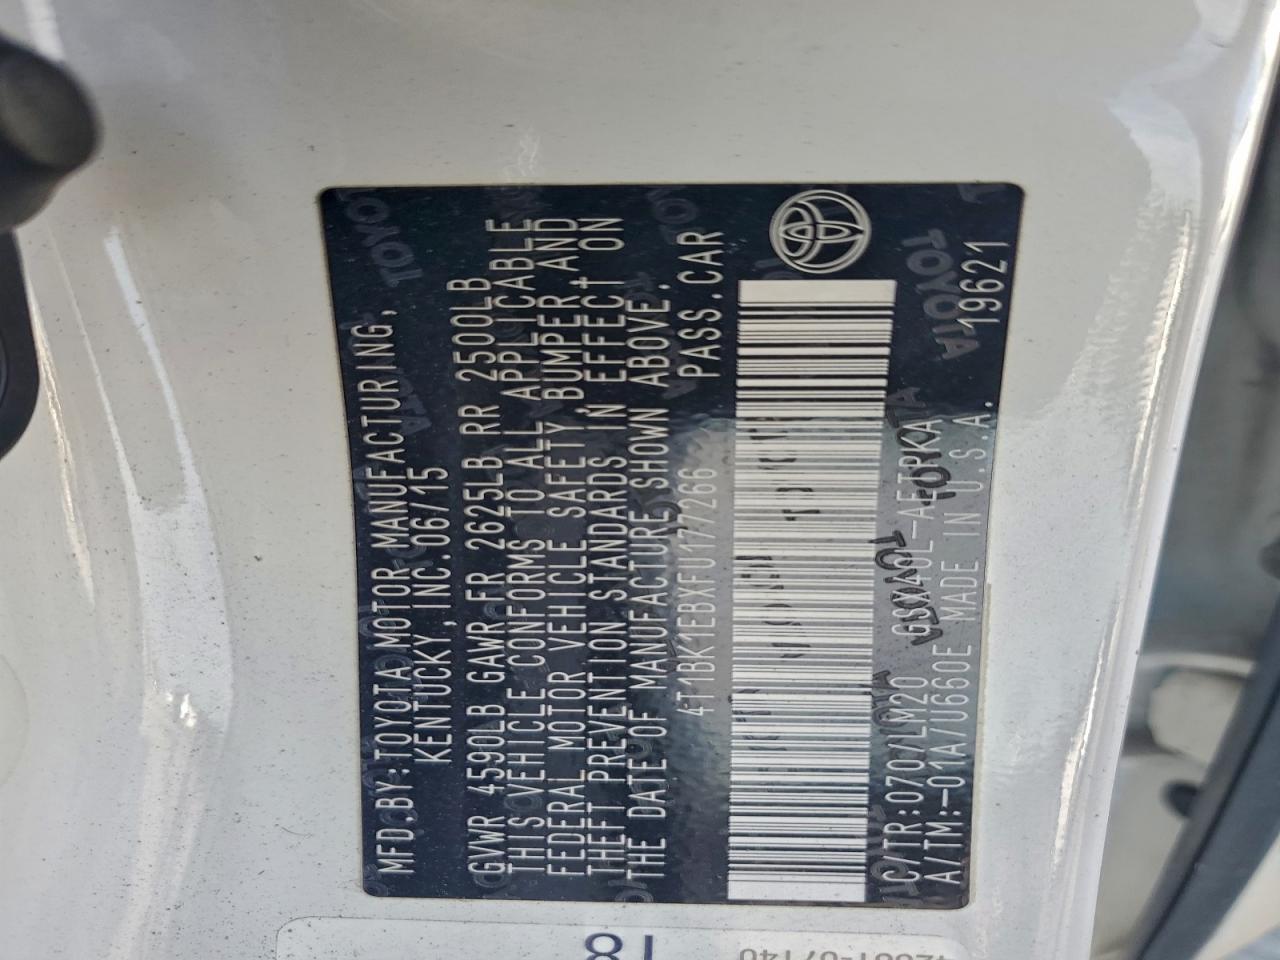 MFD.BY:TOYOTA MOTOR MANUFACTURING,
KENTUCKY,INC.06/15
GVWR 4590LB GAWR FR 2625LB RR 2500LB
THIS VEHICLE CONFORMS TO ALL APPLICABLE
FEDERAL MOTOR VEHICLE SAFETY BUMPER,AND
THEFT PREVENTION STANDARDS IN EFFECT ON
THE DATE OF MANUFACTURE SHOWN ABOVE.
4T1BK1EBXFU177266 PASS.CAR
C/TR:070/LM20 GSX40L-AETPKA
A/TM:-01A/U660E MADE IN U.S.A. 19621
TOYOTA
TOYOTA
TOYOTA
TOYOTA